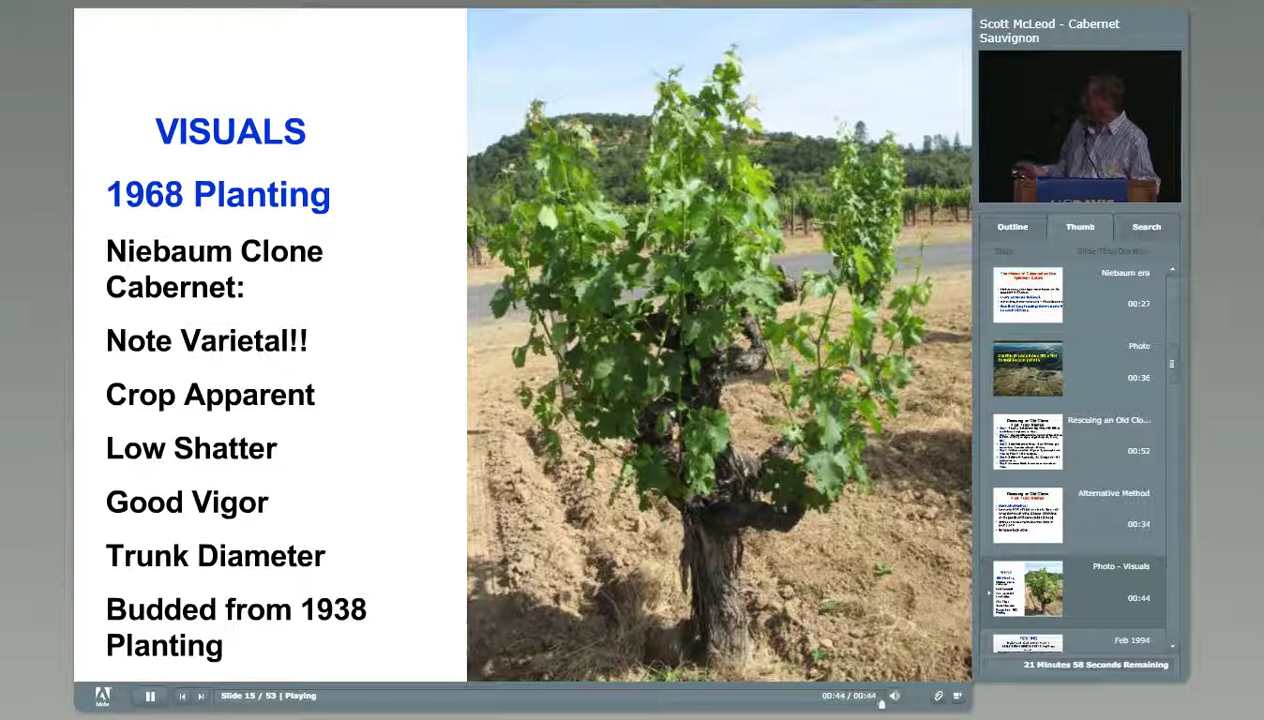 VISUALS
1968 Planting
Niebaum Clone
Cabernet:
Note Varietal!!
Crop Apparent
Low Shatter
Good Vigor
Trunk Diameter
Budded from 1938
Planting
Scott McLeod - Cabernet
Sauvignon
Outline
Thumb
Search
Niebaum era
00:27
Photo
00:36
Rescuing an Old Clo...
00:52
Alternative Method
00:34
Photo - Visuals
00:44
Feb 1994
21 Minutes 58 Seconds Remaining
Adobe
Slide 15 / 53 | Playing
00:44 / 00:44